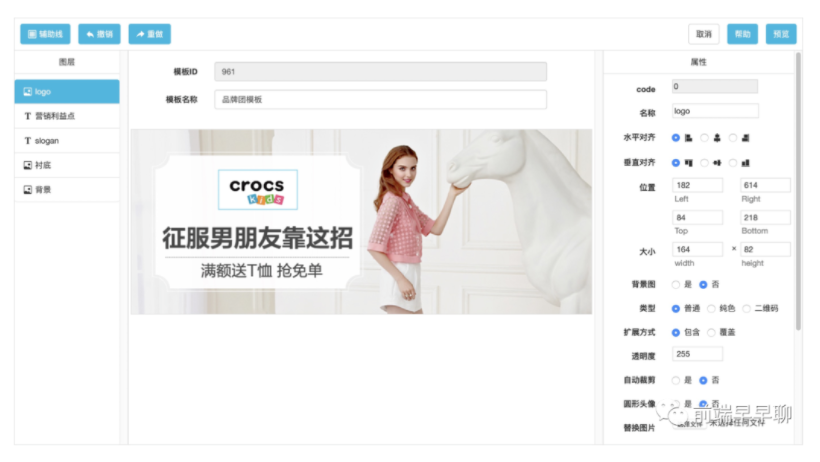 辅助线 撤销 重做 取消 帮助 预览
图层
logo
营销利益点
slogan
衬底
背景
模板ID 961
模板名称 品牌团模板
crocs
kids
征服男朋友靠这招
满额送T恤 抢免单
属性
code 0
名称 logo
水平对齐
垂直对齐
位置 182 614
Left Right
84 218
Top Bottom
大小 164 × 82
width height
背景图 是 否
类型 普通 纯色 二维码
扩展方式 包含 覆盖
透明度 255
自动裁剪 是 否
圆形头像 是 否
替换图片 选择文件 未选择任何文件
前端早早聊